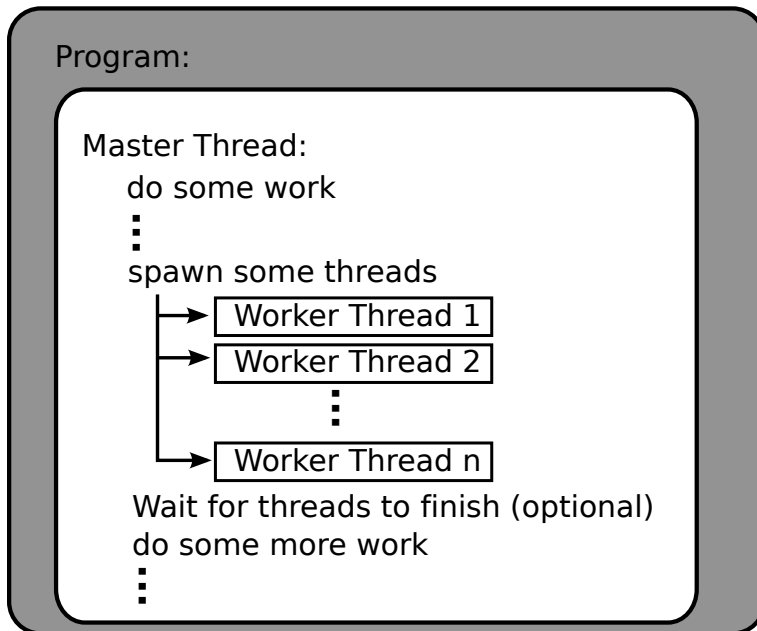 Program:
Master Thread:
do some work
spawn some threads
Worker Thread 1
Worker Thread 2
Worker Thread n
Wait for threads to finish (optional)
do some more work